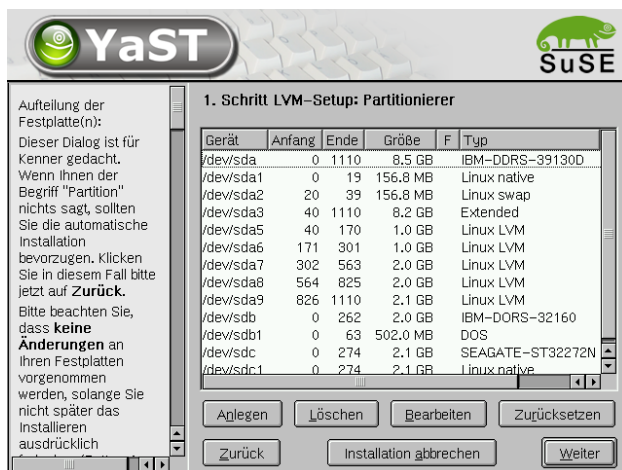 YaST
SuSE
Aufteilung der
Festplatte(n):
Dieser Dialog ist für
Kenner gedacht.
Wenn Ihnen der
Begriff "Partition"
nichts sagt, sollten
Sie die automatische
Installation
bevorzugen. Klicken
Sie in diesem Fall bitte
jetzt auf Zurück.
Bitte beachten Sie,
dass keine
Änderungen an
Ihren Festplatten
vorgenommen
werden, solange Sie
nicht später das
Installieren
ausdrücklich
1. Schritt LVM-Setup: Partitionierer
Gerät Anfang Ende Größe F Typ
/dev/sda 0 1110 8.5 GB IBM-DDRS-39130D
/dev/sda1 0 19 156.8 MB Linux native
/dev/sda2 20 39 156.8 MB Linux swap
/dev/sda3 40 1110 8.2 GB Extended
/dev/sda5 40 170 1.0 GB Linux LVM
/dev/sda6 171 301 1.0 GB Linux LVM
/dev/sda7 302 563 2.0 GB Linux LVM
/dev/sda8 564 825 2.0 GB Linux LVM
/dev/sda9 826 1110 2.1 GB Linux LVM
/dev/sdb 0 262 2.0 GB IBM-DORS-32160
/dev/sdb1 0 63 502.0 MB DOS
/dev/sdc 0 274 2.1 GB SEAGATE-ST32272N
/dev/sdc1 0 274 2.1 GB Linux native
Anlegen Löschen Bearbeiten Zurücksetzen
Zurück Installation abbrechen Weiter